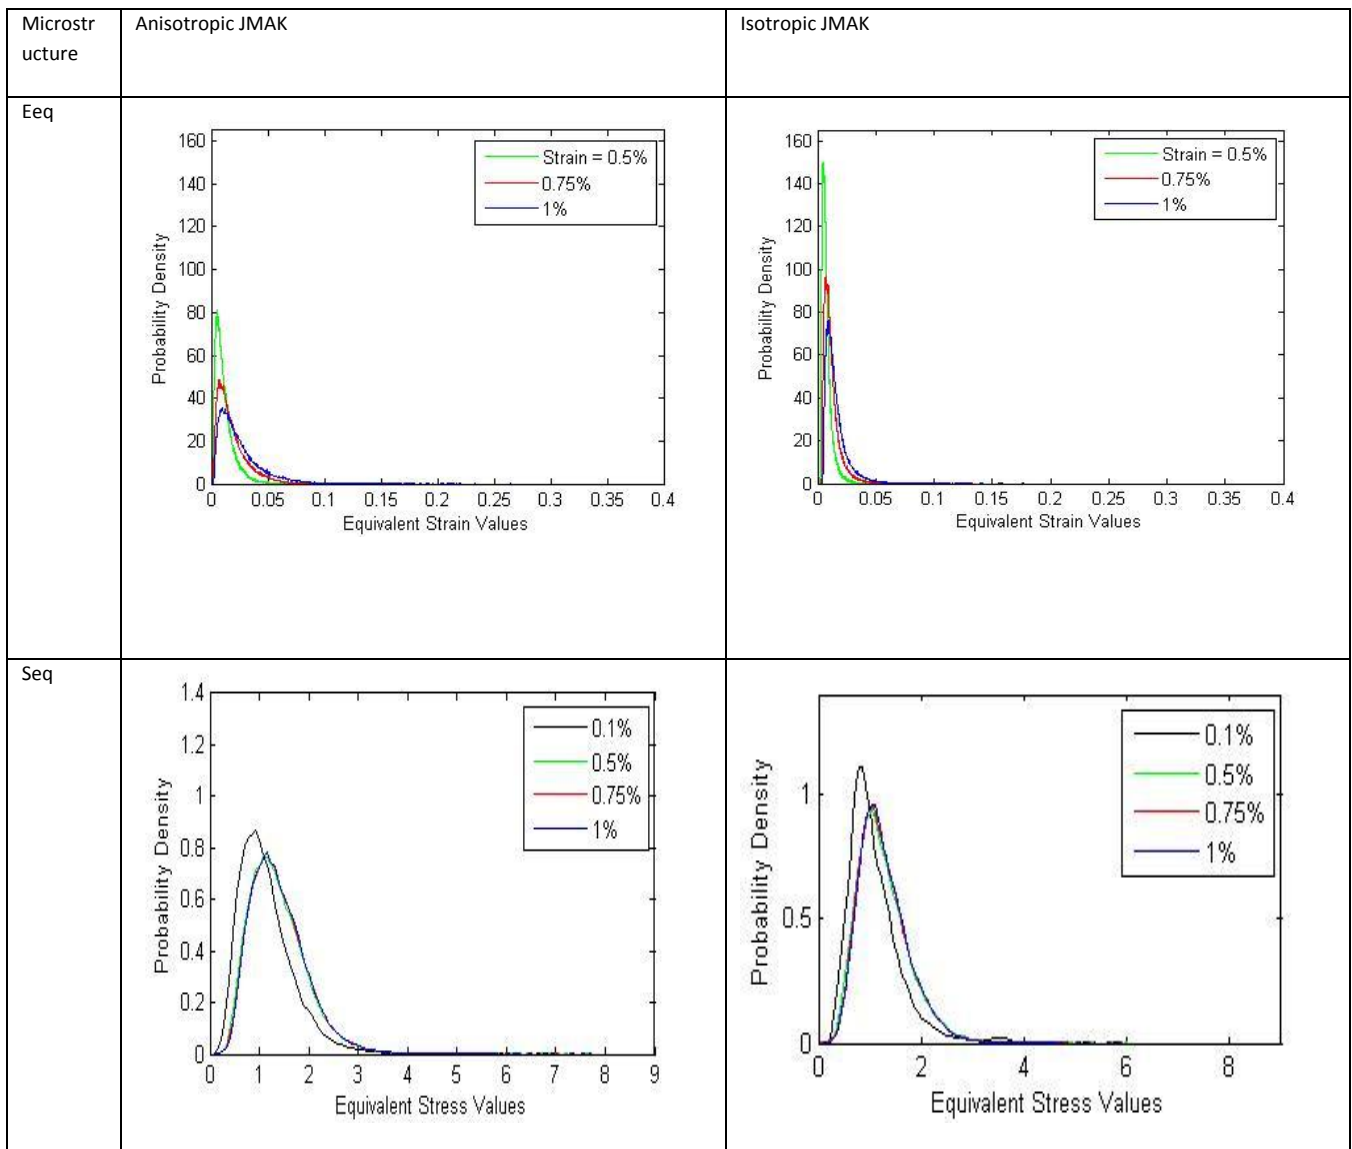 Microstr
ucture
Anisotropic JMAK
Isotropic JMAK
Eeq
160
140
120
100
80
60
40
20
0
Probability Density
Strain = 0.5%
0.75%
1%
0 0.05 0.1 0.15 0.2 0.25 0.3 0.35 0.4
Equivalent Strain Values
160
140
120
100
80
60
40
20
0
Probability Density
Strain = 0.5%
0.75%
1%
0 0.05 0.1 0.15 0.2 0.25 0.3 0.35 0.4
Equivalent Strain Values
Seq
1.4
1.2
1
0.8
0.6
0.4
0.2
0
Probability Density
0.1%
0.5%
0.75%
1%
0 1 2 3 4 5 6 7 8 9
Equivalent Stress Values
1
0.5
0
Probability Density
0.1%
0.5%
0.75%
1%
0 2 4 6 8
Equivalent Stress Values